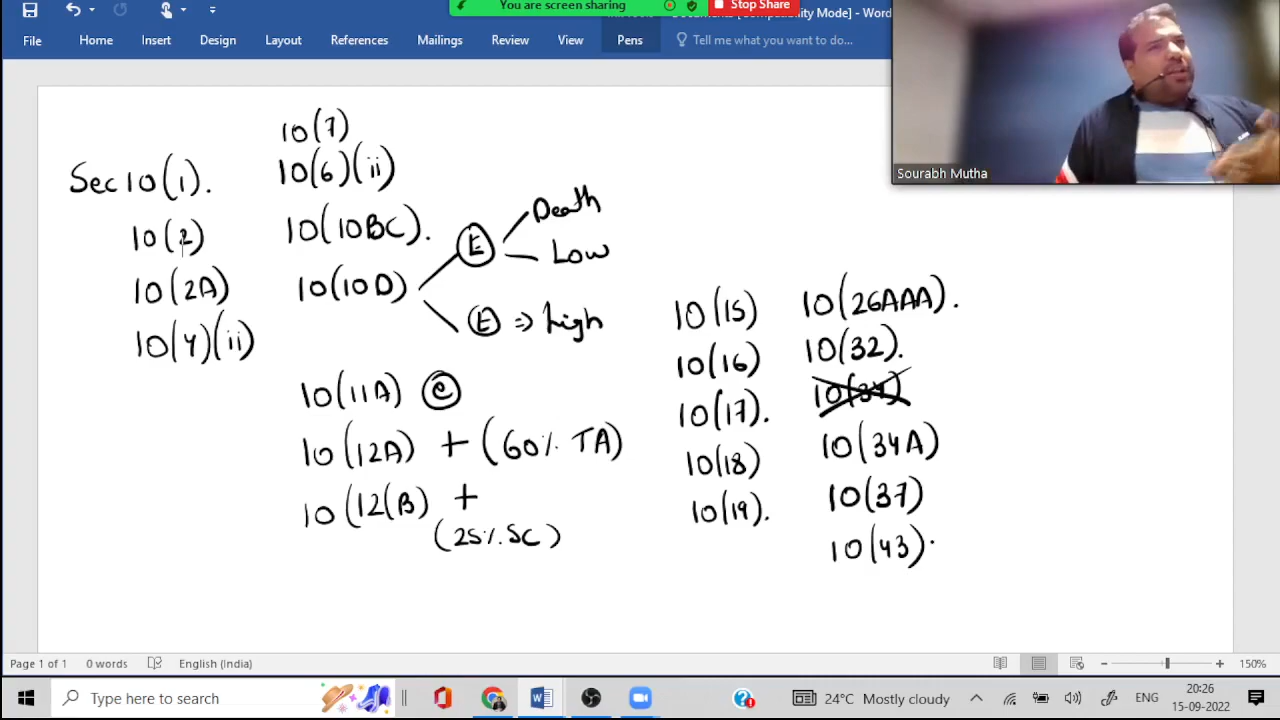 You are screen sharing
Stop Share
[Compatibility Mode] - Word
File Home Insert Design Layout References Mailings Review View Pens Tell me what you want to do...
Sourabh Mutha
Sec 10(1).
10(2)
10(2A)
10(4)(ii)
10(7)
10(6)(ii)
10(10BC).
10(10D)
E
Death
Low
E ⇒ high
10(11A) e
10(12A) + (60% TA)
10(12(B) +
(25% SC)
10(15)
10(16)
10(17).
10(18)
10(19).
10(26AAA).
10(32).
10(34)
10(34A)
10(37)
10(43).
Page 1 of 1 0 words English (India) 150%
Type here to search
24°C Mostly cloudy ENG 20:26
15-09-2022